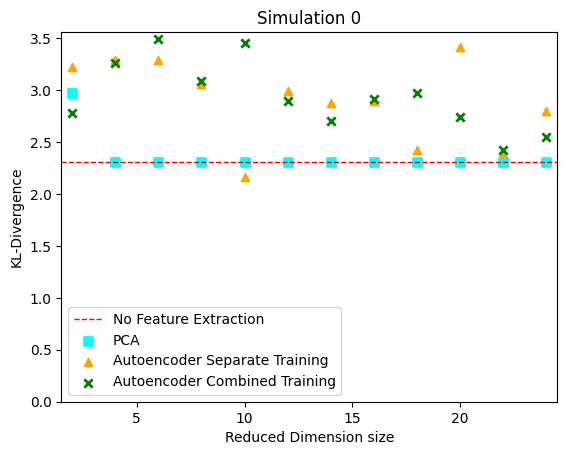 Simulation 0
KL-Divergence
3.5
3.0
2.5
2.0
1.5
1.0
0.5
0.0
No Feature Extraction
PCA
Autoencoder Separate Training
Autoencoder Combined Training
5
10
15
20
Reduced Dimension size